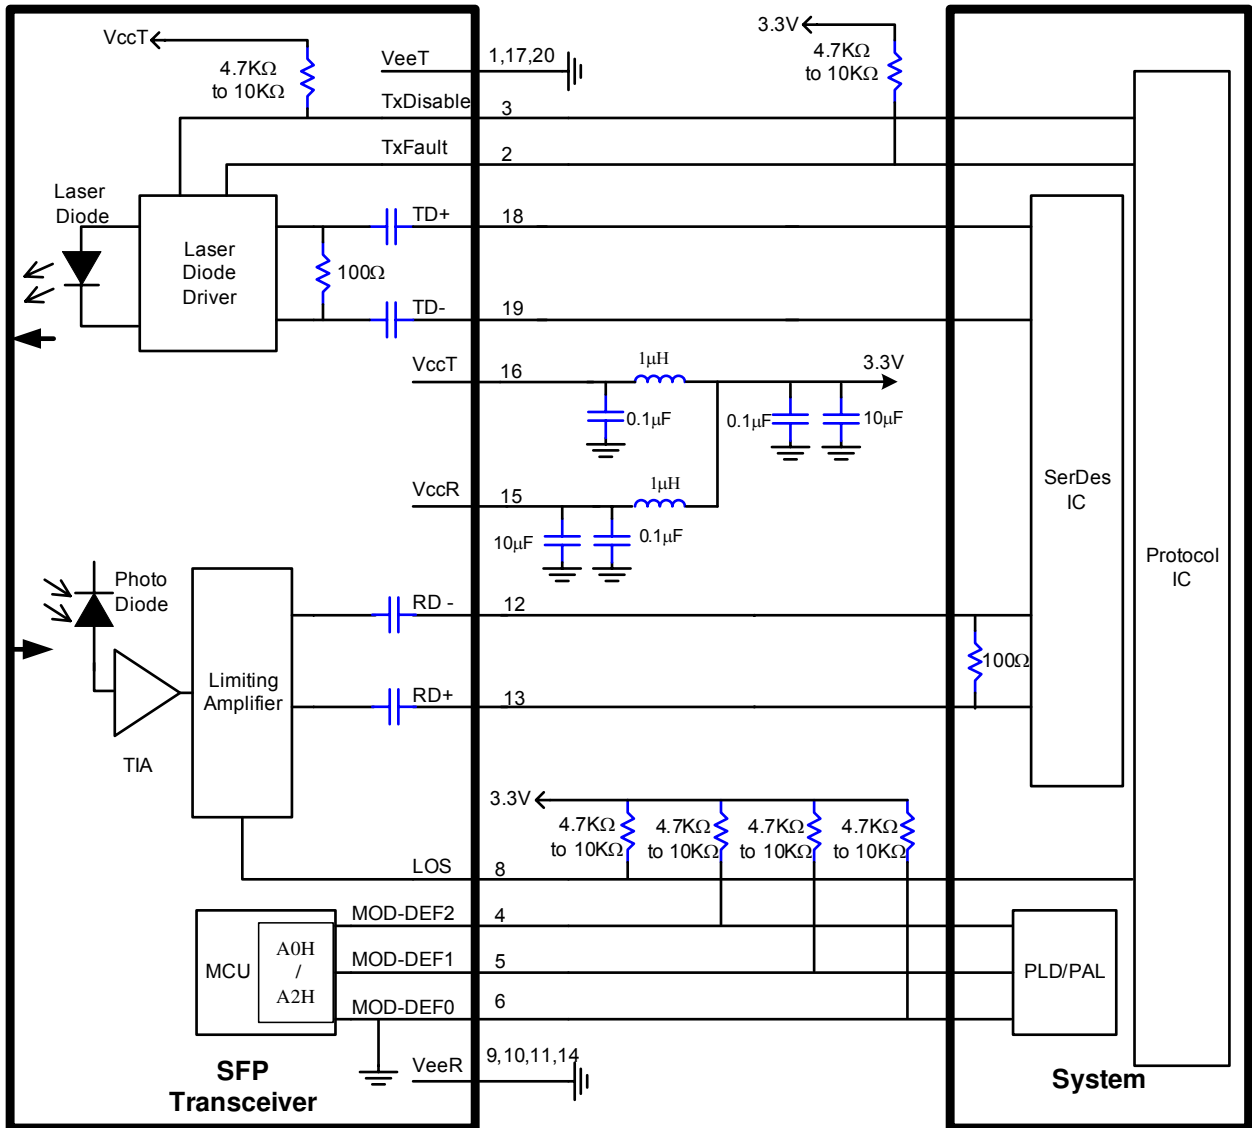 VccT
4.7KΩ
to 10KΩ
VeeT
1,17,20
3.3V
4.7KΩ
to 10KΩ
TxDisable
3
TxFault
2
Laser
Diode
Laser
Diode
Driver
100Ω
TD+
18
TD-
19
VccT
16
1µH
3.3V
0.1µF
0.1µF
10µF
VccR
15
1µH
10µF
0.1µF
SerDes
IC
Protocol
IC
Photo
Diode
RD -
12
Limiting
Amplifier
100Ω
RD+
13
TIA
3.3V
4.7KΩ
to 10KΩ
4.7KΩ
to 10KΩ
4.7KΩ
to 10KΩ
4.7KΩ
to 10KΩ
LOS
8
MOD-DEF2
4
MCU
A0H
/
A2H
MOD-DEF1
5
PLD/PAL
MOD-DEF0
6
VeeR
9,10,11,14
SFP
Transceiver
System